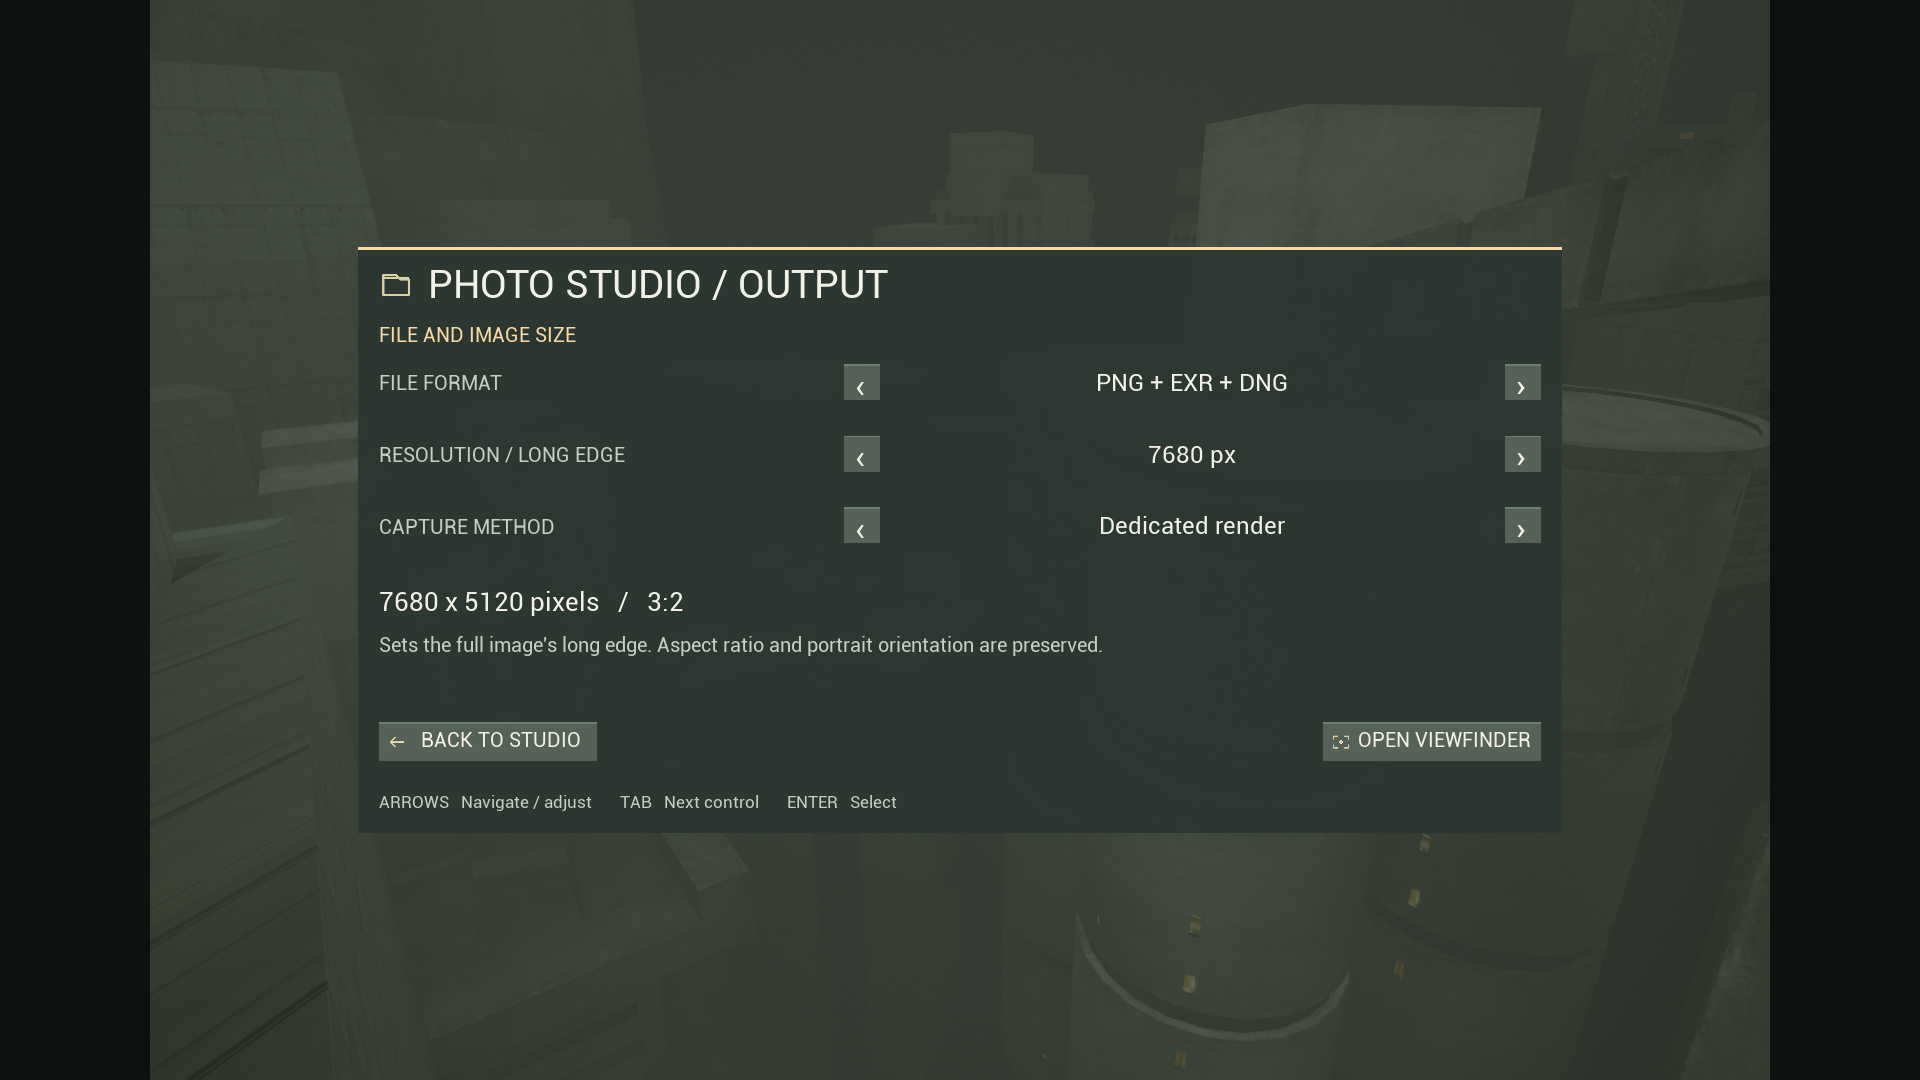 PHOTO STUDIO / OUTPUT
FILE AND IMAGE SIZE
FILE FORMAT ‹ PNG + EXR + DNG ›
RESOLUTION / LONG EDGE ‹ 7680 px ›
CAPTURE METHOD ‹ Dedicated render ›
7680 x 5120 pixels / 3:2
Sets the full image's long edge. Aspect ratio and portrait orientation are preserved.
BACK TO STUDIO OPEN VIEWFINDER
ARROWS Navigate / adjust TAB Next control ENTER Select